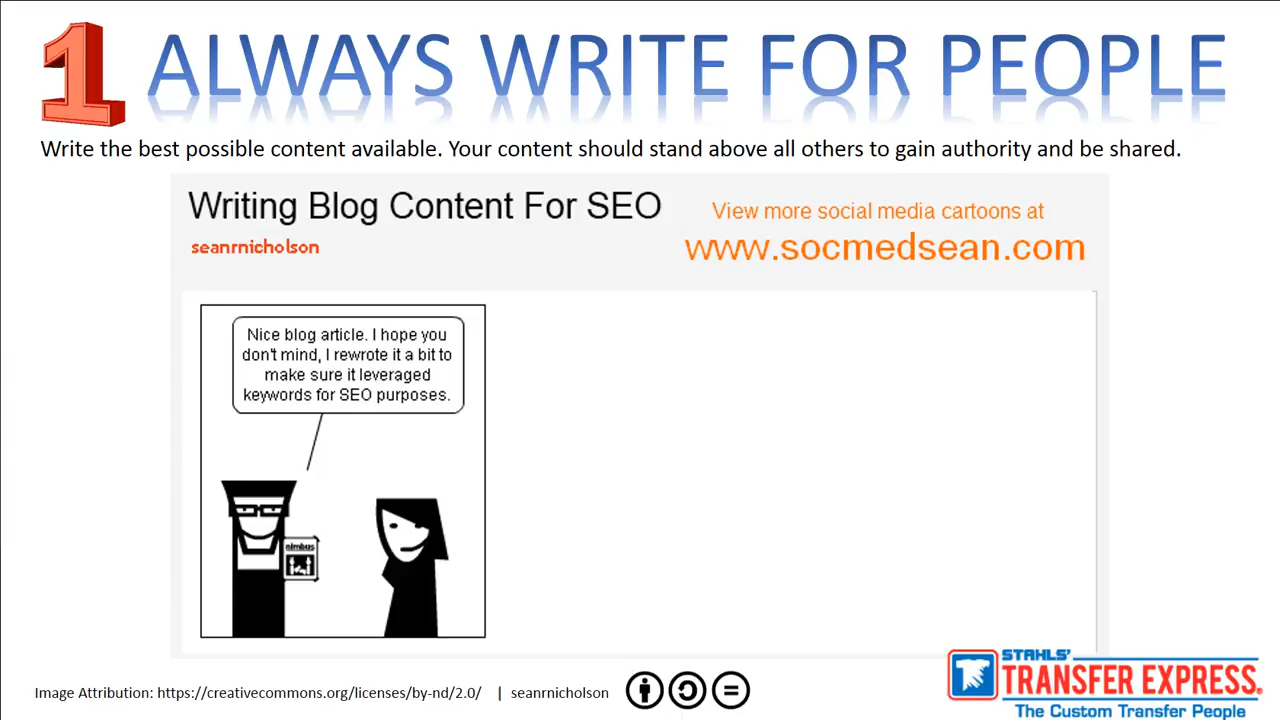 1 ALWAYS WRITE FOR PEOPLE
Write the best possible content available. Your content should stand above all others to gain authority and be shared.
Writing Blog Content For SEO
seanrnicholson
View more social media cartoons at
www.socmedsean.com
Nice blog article. I hope you
don't mind, I rewrote it a bit to
make sure it leveraged
keywords for SEO purposes.
nimbus
Image Attribution: https://creativecommons.org/licenses/by-nd/2.0/ | seanrnicholson
STAHLS'
TRANSFER EXPRESS.
The Custom Transfer People